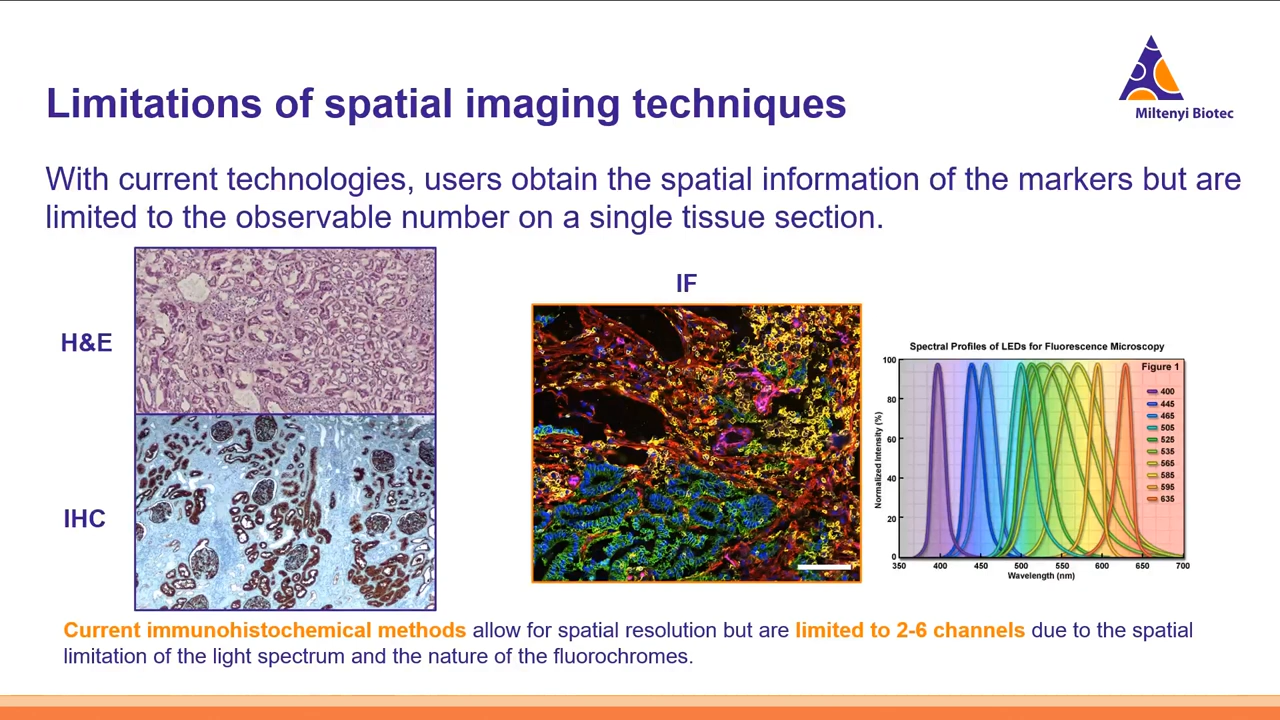 Miltenyi Biotec
Limitations of spatial imaging techniques
With current technologies, users obtain the spatial information of the markers but are
limited to the observable number on a single tissue section.
H&E
IHC
IF
Spectral Profiles of LEDs for Fluorescence Microscopy
Figure 1
Normalized Intensity (%)
100
80
60
40
20
0
400
445
465
505
525
535
565
585
595
635
350 400 450 500 550 600 650 700
Wavelength (nm)
Current immunohistochemical methods allow for spatial resolution but are limited to 2-6 channels due to the spatial
limitation of the light spectrum and the nature of the fluorochromes.